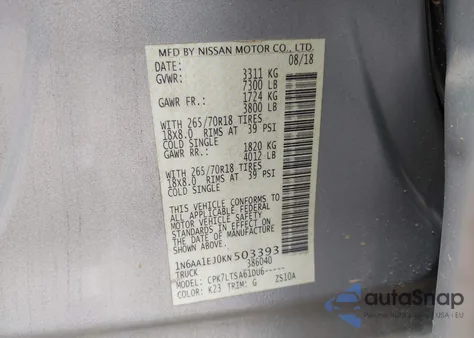 MFD BY NISSAN MOTOR CO., LTD.
DATE: 08/18
GVWR: 3311 KG
7300 LB
GAWR FR.: 1724 KG
3800 LB
WITH 265/70R18 TIRES
18X8.0 RIMS AT 39 PSI
COLD SINGLE
GAWR RR.: 1820 KG
4012 LB
WITH 265/70R18 TIRES
18X8.0 RIMS AT 39 PSI
COLD SINGLE
THIS VEHICLE CONFORMS TO
ALL APPLICABLE FEDERAL
MOTOR VEHICLE SAFETY
STANDARDS IN EFFECT ON
THE DATE OF MANUFACTURE
SHOWN ABOVE.
1N6AA1EJ0KN503393
TRUCK 386040
MODEL: CPK7LTSA61DU6-----
COLOR: K23 TRIM: G ZS10A
autaSnap